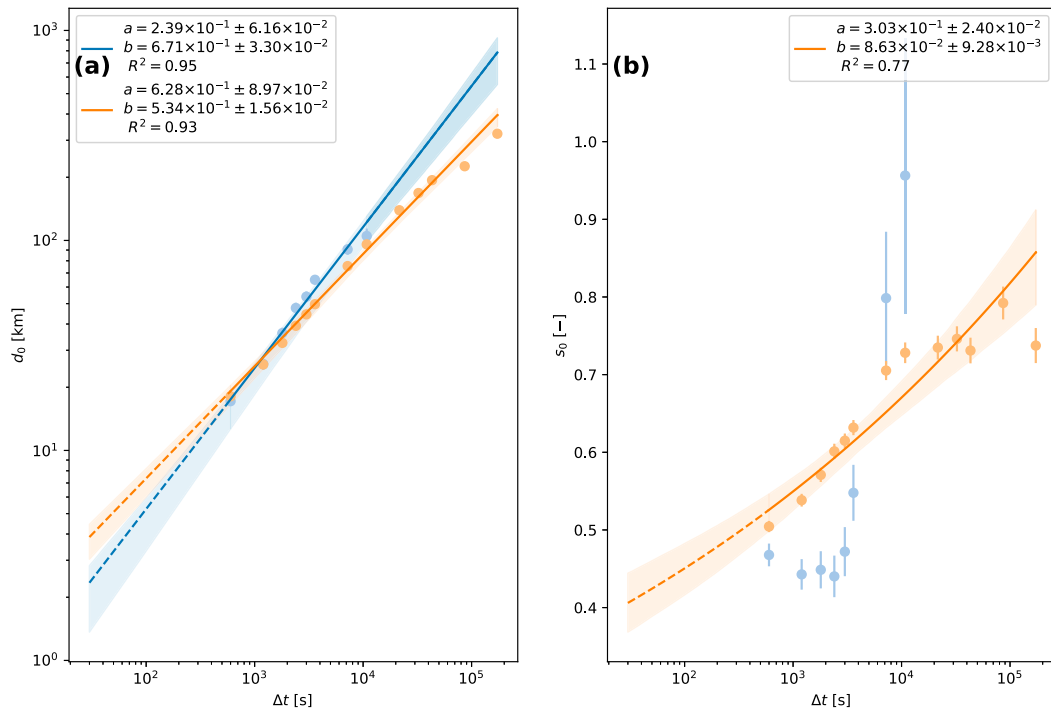 a = 2.39×10⁻¹ ± 6.16×10⁻²
b = 6.71×10⁻¹ ± 3.30×10⁻²
R² = 0.95
a = 6.28×10⁻¹ ± 8.97×10⁻²
b = 5.34×10⁻¹ ± 1.56×10⁻²
R² = 0.93
(a)
10³
10²
10¹
10⁰
d₀ [km]
10² 10³ 10⁴ 10⁵
Δt [s]
a = 3.03×10⁻¹ ± 2.40×10⁻²
b = 8.63×10⁻² ± 9.28×10⁻³
R² = 0.77
(b)
1.1
1.0
0.9
0.8
0.7
0.6
0.5
0.4
s₀ [−]
10² 10³ 10⁴ 10⁵
Δt [s]